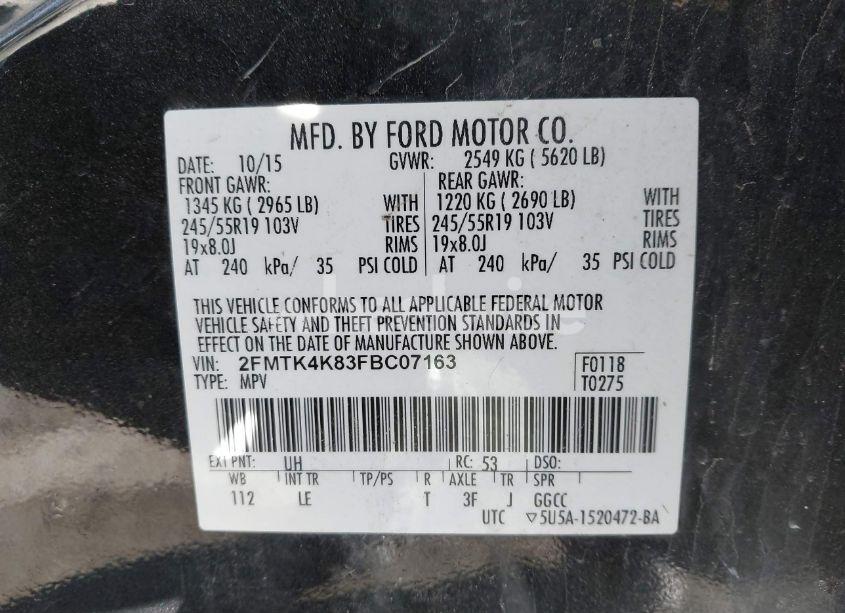 MFD. BY FORD MOTOR CO.
DATE: 10/15 GVWR: 2549 KG ( 5620 LB)
FRONT GAWR: REAR GAWR:
1345 KG ( 2965 LB) WITH 1220 KG ( 2690 LB) WITH
245/55R19 103V TIRES 245/55R19 103V TIRES
19x8.0J RIMS 19x8.0J RIMS
AT 240 kPa/ 35 PSI COLD AT 240 kPa/ 35 PSI COLD
THIS VEHICLE CONFORMS TO ALL APPLICABLE FEDERAL MOTOR
VEHICLE SAFETY AND THEFT PREVENTION STANDARDS IN
EFFECT ON THE DATE OF MANUFACTURE SHOWN ABOVE.
VIN: 2FMTK4K83FBC07163 F0118
TYPE: MPV T0275
EXT PNT: UH RC: 53 DSO:
WB INT TR TP/PS R AXLE TR SPR
112 LE T 3F J GGCC
UTC ▽5U5A-1520472-BA